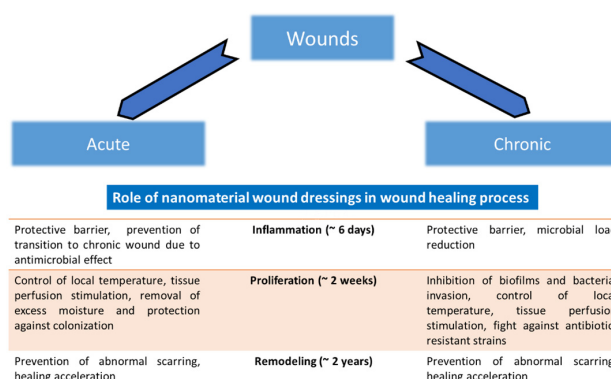 Wounds
Acute
Chronic
Role of nanomaterial wound dressings in wound healing process
Protective barrier, prevention of
transition to chronic wound due to
antimicrobial effect
Inflammation (~ 6 days)
Protective barrier, microbial load
reduction
Control of local temperature, tissue
perfusion stimulation, removal of
excess moisture and protection
against colonization
Proliferation (~ 2 weeks)
Inhibition of biofilms and bacteria
invasion, control of local
temperature, tissue perfusion
stimulation, fight against antibiotic
resistant strains
Prevention of abnormal scarring,
healing acceleration
Remodeling (~ 2 years)
Prevention of abnormal scarring,
healing acceleration